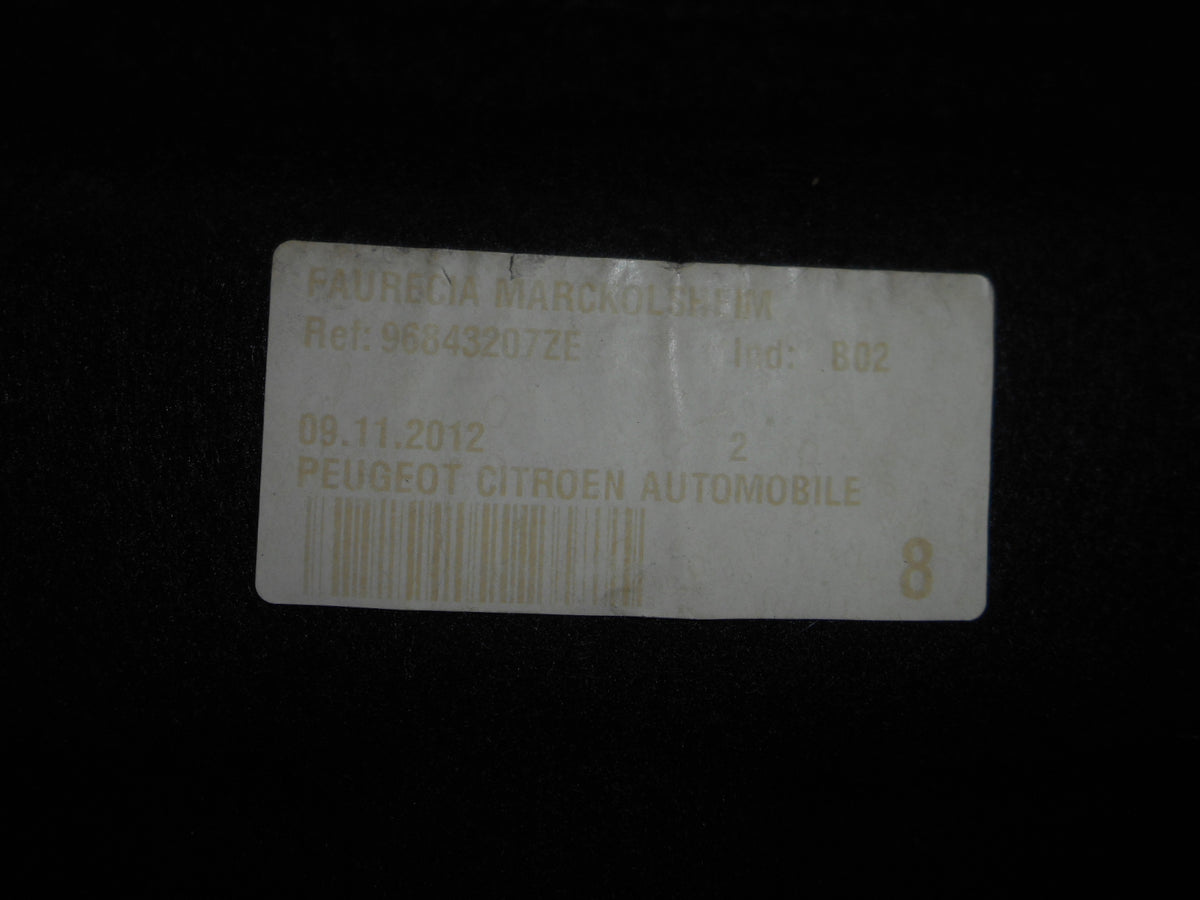 FAURECIA MARCKOLSHEIM
Ref: 96843207ZE Ind: B02
09.11.2012 2
PEUGEOT CITROEN AUTOMOBILE
8